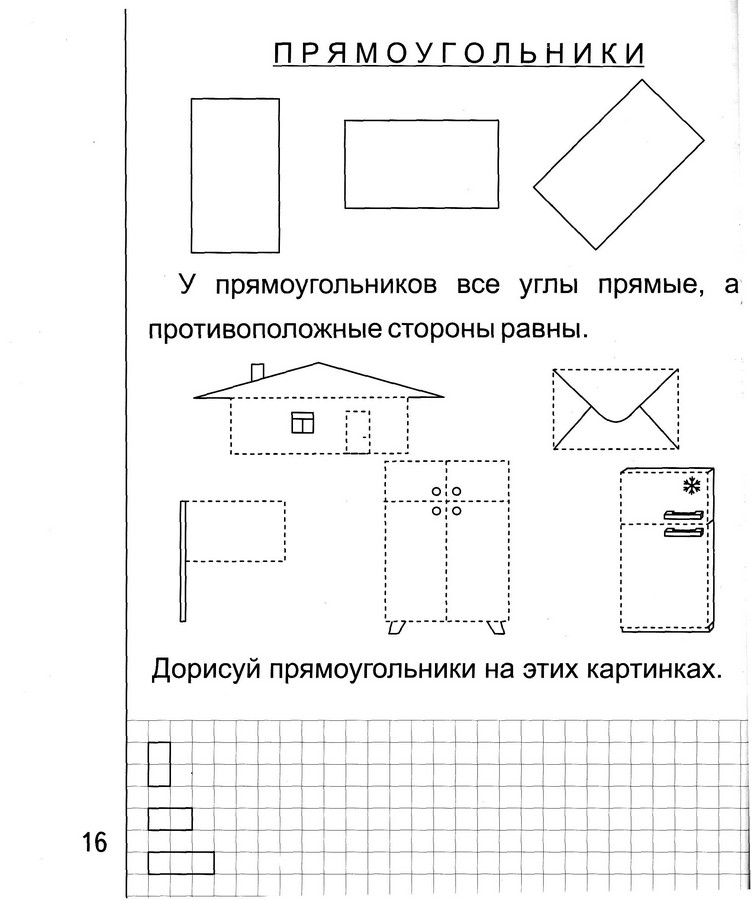 ПРЯМОУГОЛЬНИКИ
У прямоугольников все углы прямые, а
противоположные стороны равны.
Дорисуй прямоугольники на этих картинках.
16